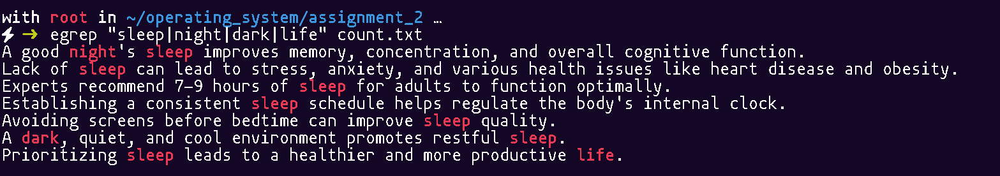 with root in ~/operating_system/assignment_2 …
⚡ ➜ egrep "sleep|night|dark|life" count.txt
A good night's sleep improves memory, concentration, and overall cognitive function.
Lack of sleep can lead to stress, anxiety, and various health issues like heart disease and obesity.
Experts recommend 7–9 hours of sleep for adults to function optimally.
Establishing a consistent sleep schedule helps regulate the body's internal clock.
Avoiding screens before bedtime can improve sleep quality.
A dark, quiet, and cool environment promotes restful sleep.
Prioritizing sleep leads to a healthier and more productive life.